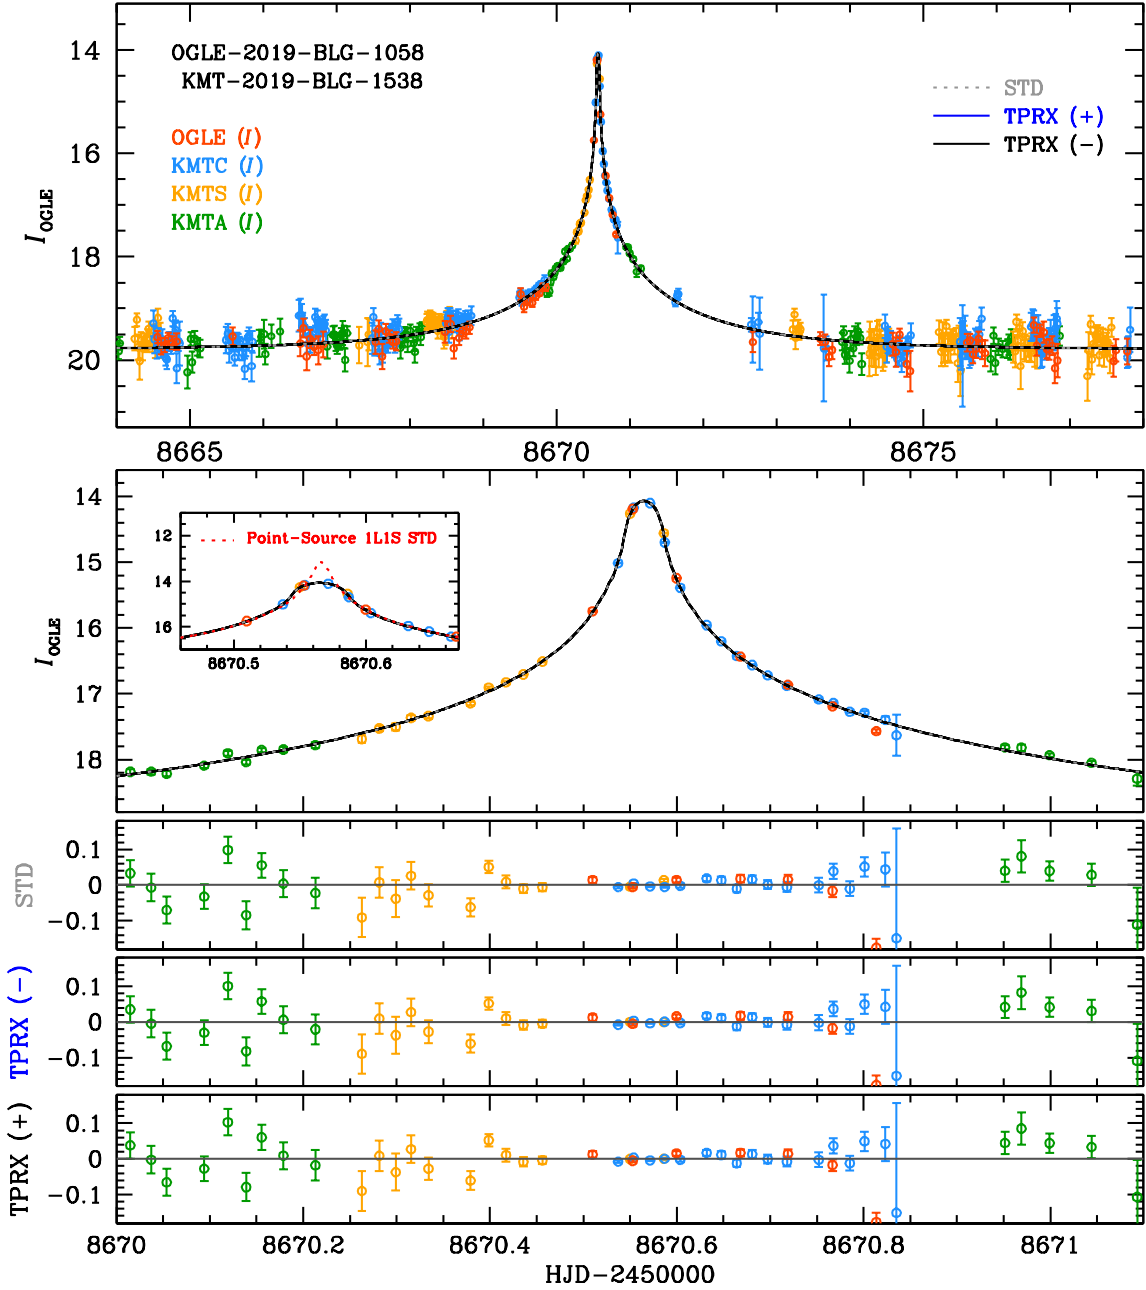 OGLE-2019-BLG-1058
KMT-2019-BLG-1538
OGLE (I)
KMTC (I)
KMTS (I)
KMTA (I)
STD
TPRX (+)
TPRX (-)
14
16
18
20
I_OGLE
8665 8670 8675
14
15
16
17
18
I_OGLE
Point-Source 1L1S STD
12
14
16
8670.5 8670.6
STD
0.1
0
-0.1
TPRX (-)
0.1
0
-0.1
TPRX (+)
0.1
0
-0.1
8670 8670.2 8670.4 8670.6 8670.8 8671
HJD-2450000